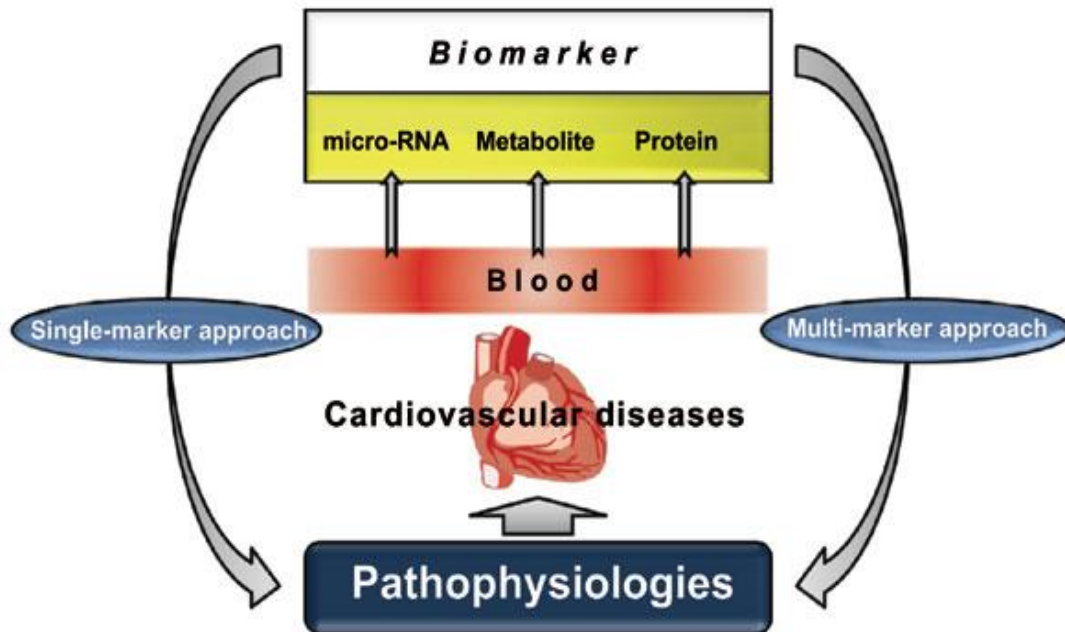 Biomarker
micro-RNA Metabolite Protein
Blood
Single-marker approach
Multi-marker approach
Cardiovascular diseases
Pathophysiologies